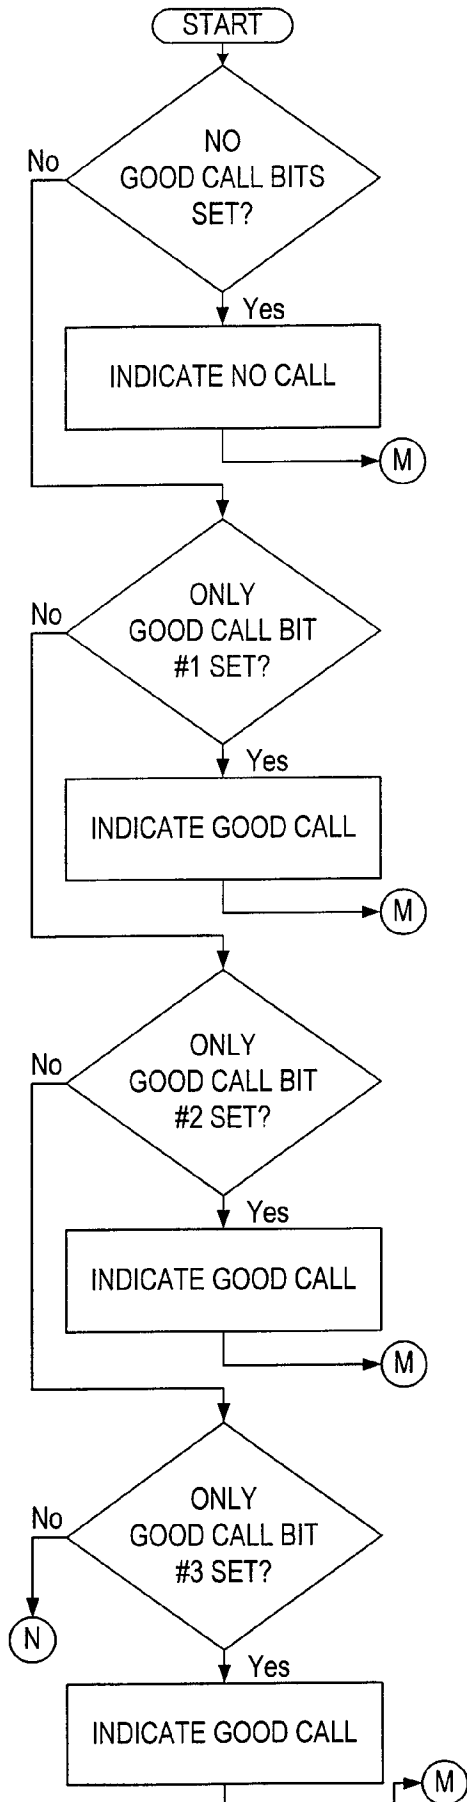 START
NO
GOOD CALL BITS
SET?
No
Yes
INDICATE NO CALL
M
ONLY
GOOD CALL BIT
#1 SET?
No
Yes
INDICATE GOOD CALL
M
ONLY
GOOD CALL BIT
#2 SET?
No
Yes
INDICATE GOOD CALL
M
ONLY
GOOD CALL BIT
#3 SET?
No
N
Yes
INDICATE GOOD CALL
M